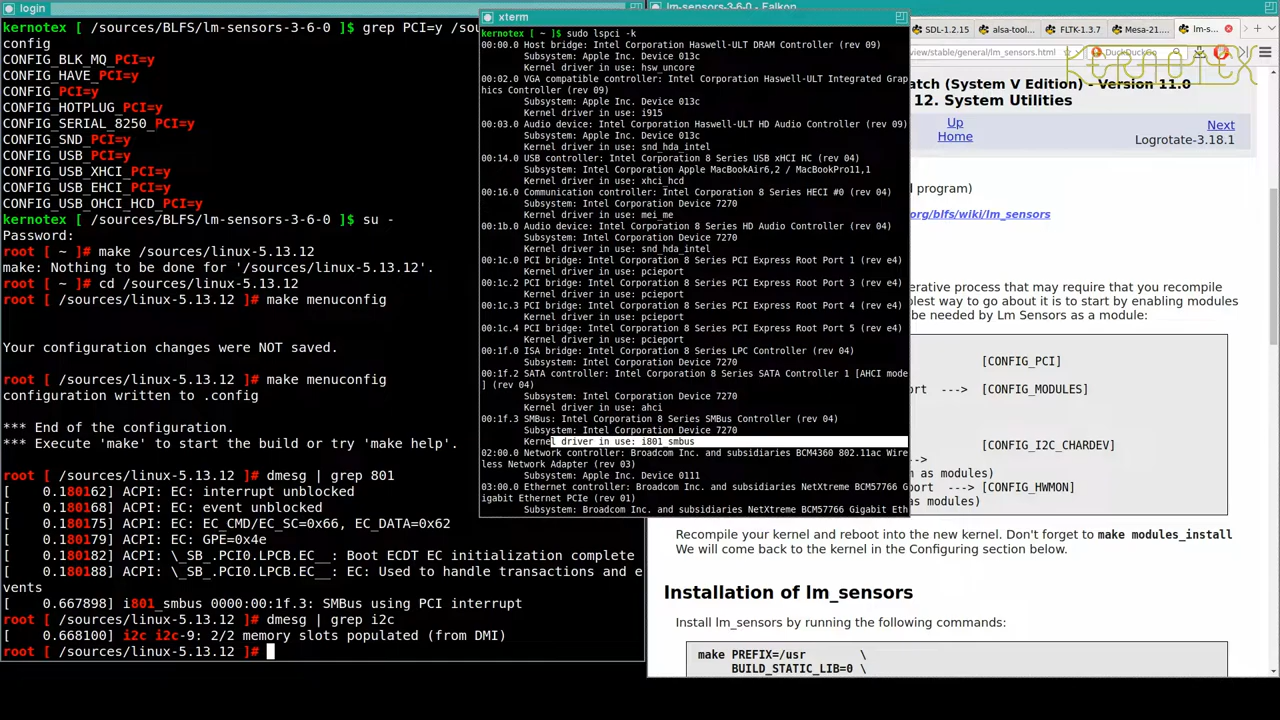 login
kernotex [ /sources/BLFS/lm-sensors-3-6-0 ]$ grep PCI=y /sou
config
CONFIG_BLK_MQ_PCI=y
CONFIG_HAVE_PCI=y
CONFIG_PCI=y
CONFIG_HOTPLUG_PCI=y
CONFIG_SERIAL_8250_PCI=y
CONFIG_SND_PCI=y
CONFIG_USB_PCI=y
CONFIG_USB_XHCI_PCI=y
CONFIG_USB_EHCI_PCI=y
CONFIG_USB_OHCI_HCD_PCI=y
kernotex [ /sources/BLFS/lm-sensors-3-6-0 ]$ su -
Password:
root [ ~ ]# make /sources/linux-5.13.12
make: Nothing to be done for '/sources/linux-5.13.12'.
root [ ~ ]# cd /sources/linux-5.13.12
root [ /sources/linux-5.13.12 ]# make menuconfig
Your configuration changes were NOT saved.
root [ /sources/linux-5.13.12 ]# make menuconfig
configuration written to .config
*** End of the configuration.
*** Execute 'make' to start the build or try 'make help'.
root [ /sources/linux-5.13.12 ]# dmesg | grep 801
[    0.180162] ACPI: EC: interrupt unblocked
[    0.180168] ACPI: EC: event unblocked
[    0.180175] ACPI: EC: EC_CMD/EC_SC=0x66, EC_DATA=0x62
[    0.180179] ACPI: EC: GPE=0x4e
[    0.180182] ACPI: \_SB_.PCI0.LPCB.EC__: Boot ECDT EC initialization complete
[    0.180188] ACPI: \_SB_.PCI0.LPCB.EC__: EC: Used to handle transactions and e
vents
[    0.667898] i801_smbus 0000:00:1f.3: SMBus using PCI interrupt
root [ /sources/linux-5.13.12 ]# dmesg | grep i2c
[    0.668100] i2c i2c-9: 2/2 memory slots populated (from DMI)
root [ /sources/linux-5.13.12 ]#
xterm
kernotex [ ~ ]$ sudo lspci -k
00:00.0 Host bridge: Intel Corporation Haswell-ULT DRAM Controller (rev 09)
Subsystem: Apple Inc. Device 013c
Kernel driver in use: hsw_uncore
00:02.0 VGA compatible controller: Intel Corporation Haswell-ULT Integrated Grap
hics Controller (rev 09)
Subsystem: Apple Inc. Device 013c
Kernel driver in use: i915
00:03.0 Audio device: Intel Corporation Haswell-ULT HD Audio Controller (rev 09)
Subsystem: Apple Inc. Device 013c
Kernel driver in use: snd_hda_intel
00:14.0 USB controller: Intel Corporation 8 Series USB xHCI HC (rev 04)
Subsystem: Intel Corporation Apple MacBookAir6,2 / MacBookPro11,1
Kernel driver in use: xhci_hcd
00:16.0 Communication controller: Intel Corporation 8 Series HECI #0 (rev 04)
Subsystem: Intel Corporation Device 7270
Kernel driver in use: mei_me
00:1b.0 Audio device: Intel Corporation 8 Series HD Audio Controller (rev 04)
Subsystem: Intel Corporation Device 7270
Kernel driver in use: snd_hda_intel
00:1c.0 PCI bridge: Intel Corporation 8 Series PCI Express Root Port 1 (rev e4)
Kernel driver in use: pcieport
00:1c.2 PCI bridge: Intel Corporation 8 Series PCI Express Root Port 3 (rev e4)
Kernel driver in use: pcieport
00:1c.3 PCI bridge: Intel Corporation 8 Series PCI Express Root Port 4 (rev e4)
Kernel driver in use: pcieport
00:1c.4 PCI bridge: Intel Corporation 8 Series PCI Express Root Port 5 (rev e4)
Kernel driver in use: pcieport
00:1f.0 ISA bridge: Intel Corporation 8 Series LPC Controller (rev 04)
Subsystem: Intel Corporation Device 7270
00:1f.2 SATA controller: Intel Corporation 8 Series SATA Controller 1 [AHCI mode
] (rev 04)
Subsystem: Intel Corporation Device 7270
Kernel driver in use: ahci
00:1f.3 SMBus: Intel Corporation 8 Series SMBus Controller (rev 04)
Subsystem: Intel Corporation Device 7270
Kernel driver in use: i801_smbus
02:00.0 Network controller: Broadcom Inc. and subsidiaries BCM4360 802.11ac Wire
less Network Adapter (rev 03)
Subsystem: Apple Inc. Device 0111
03:00.0 Ethernet controller: Broadcom Inc. and subsidiaries NetXtreme BCM57766 G
igabit Ethernet PCIe (rev 01)
Subsystem: Broadcom Inc. and subsidiaries NetXtreme BCM57766 Gigabit Eth
lm-sensors-3-6-0 - Falkon
SDL-1.2.15
alsa-tool...
FLTK-1.3.7
Mesa-21....
lm-s...
view/stable/general/lm_sensors.html
DuckDuckGo
KERNOTEX
atch (System V Edition) - Version 11.0
12. System Utilities
Up
Home
Next
Logrotate-3.18.1
l program)
org/blfs/wiki/lm_sensors
erative process that may require that you recompile
plest way to go about it is to start by enabling modules
be needed by Lm Sensors as a module:
[CONFIG_PCI]
ort ---> [CONFIG_MODULES]
[CONFIG_I2C_CHARDEV]
m as modules)
---> [CONFIG_HWMON]
as modules)
Recompile your kernel and reboot into the new kernel. Don't forget to make modules_install
We will come back to the kernel in the Configuring section below.
Installation of lm_sensors
Install lm_sensors by running the following commands:
make PREFIX=/usr \
BUILD_STATIC_LIB=0 \